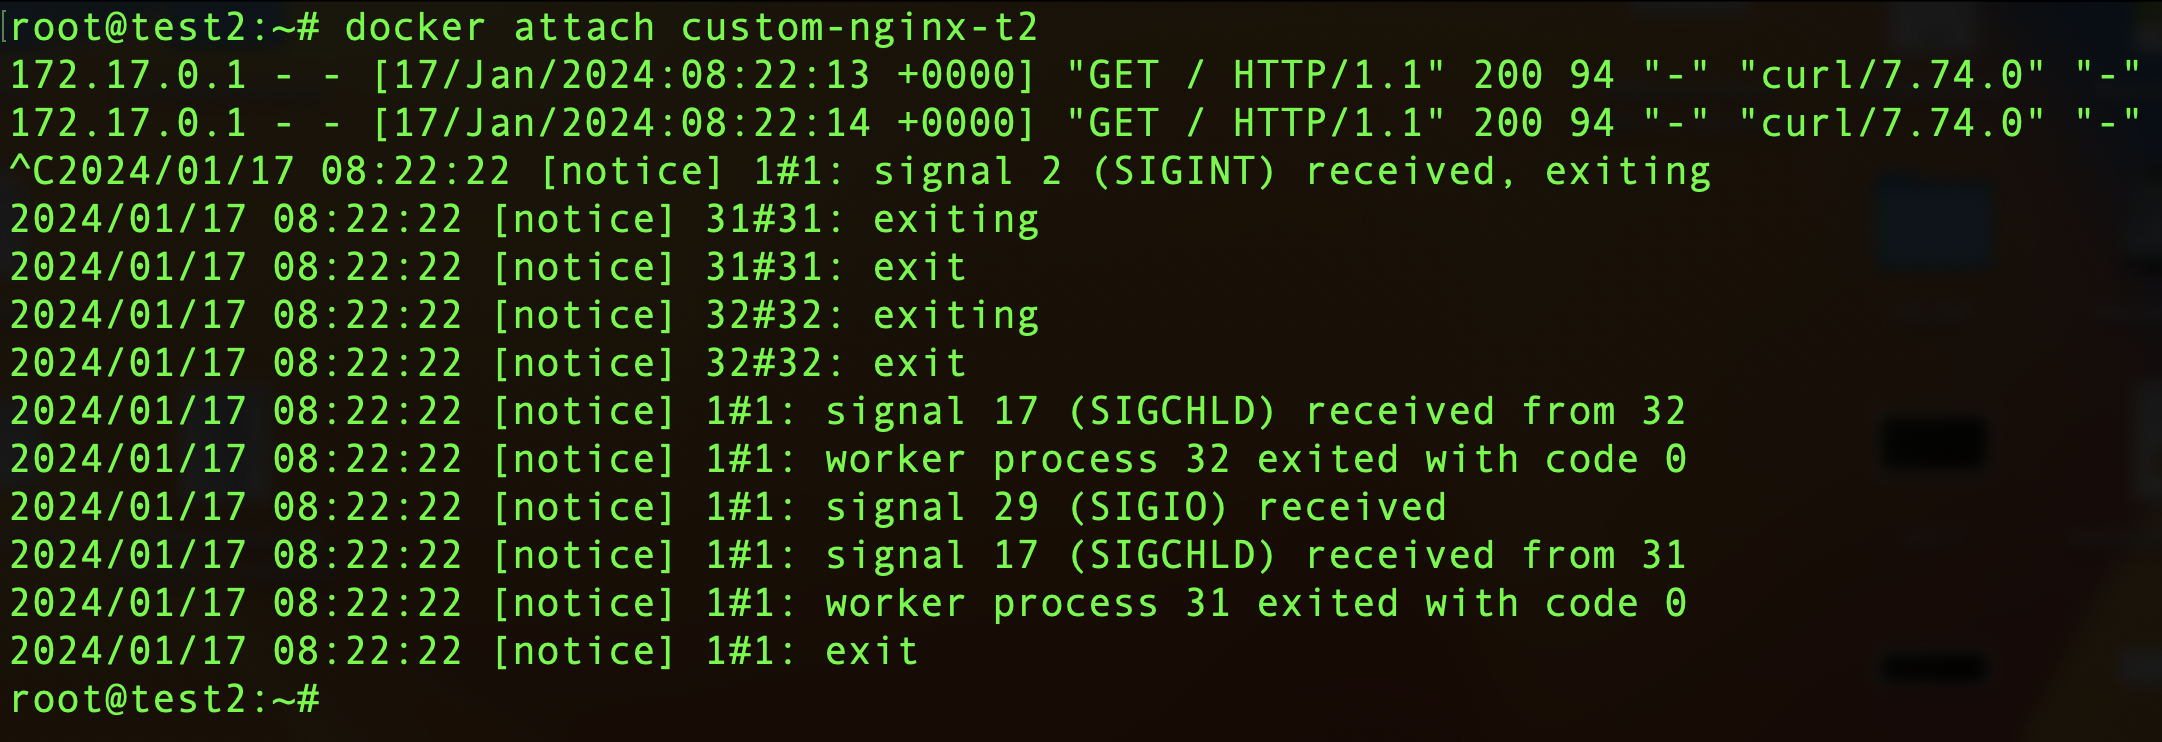 [root@test2:~# docker attach custom-nginx-t2
172.17.0.1 - - [17/Jan/2024:08:22:13 +0000] "GET / HTTP/1.1" 200 94 "-" "curl/7.74.0" "-"
172.17.0.1 - - [17/Jan/2024:08:22:14 +0000] "GET / HTTP/1.1" 200 94 "-" "curl/7.74.0" "-"
^C2024/01/17 08:22:22 [notice] 1#1: signal 2 (SIGINT) received, exiting
2024/01/17 08:22:22 [notice] 31#31: exiting
2024/01/17 08:22:22 [notice] 31#31: exit
2024/01/17 08:22:22 [notice] 32#32: exiting
2024/01/17 08:22:22 [notice] 32#32: exit
2024/01/17 08:22:22 [notice] 1#1: signal 17 (SIGCHLD) received from 32
2024/01/17 08:22:22 [notice] 1#1: worker process 32 exited with code 0
2024/01/17 08:22:22 [notice] 1#1: signal 29 (SIGIO) received
2024/01/17 08:22:22 [notice] 1#1: signal 17 (SIGCHLD) received from 31
2024/01/17 08:22:22 [notice] 1#1: worker process 31 exited with code 0
2024/01/17 08:22:22 [notice] 1#1: exit
root@test2:~#